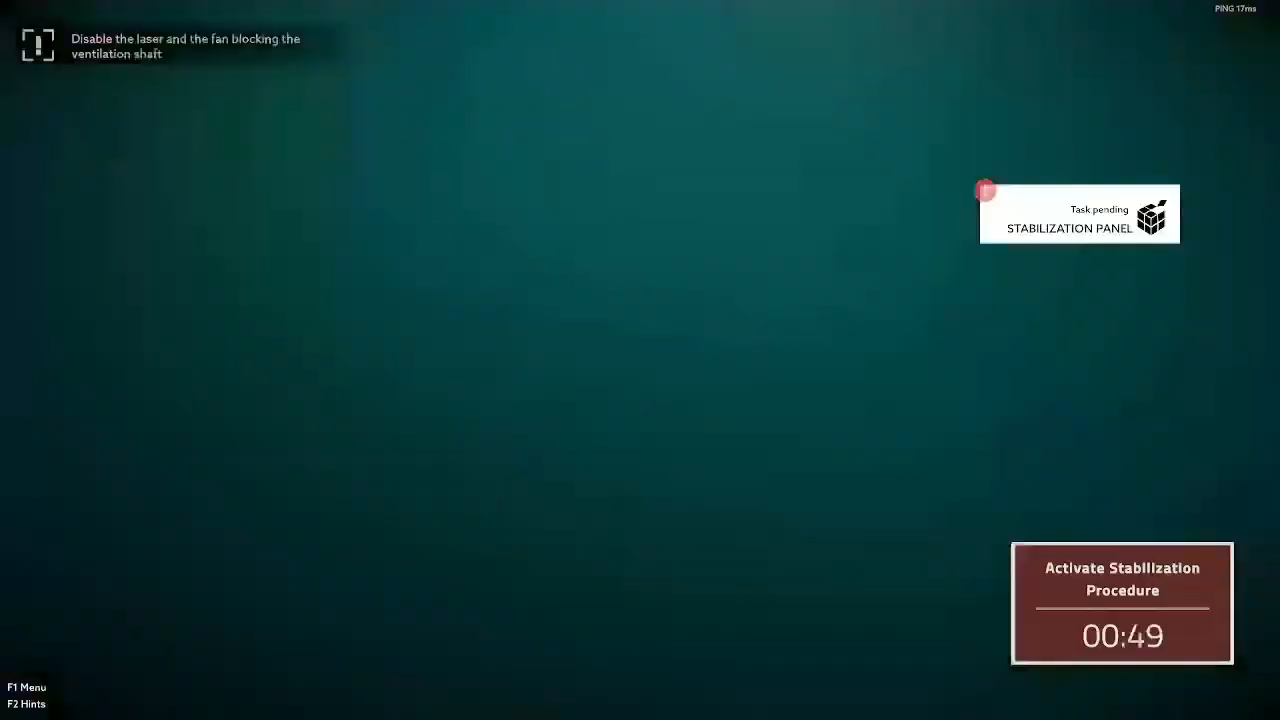 PING 17ms
Disable the laser and the fan blocking the
ventilation shaft
Task pending
STABILIZATION PANEL
Activate Stabilization
Procedure
00:49
F1 Menu
F2 Hints